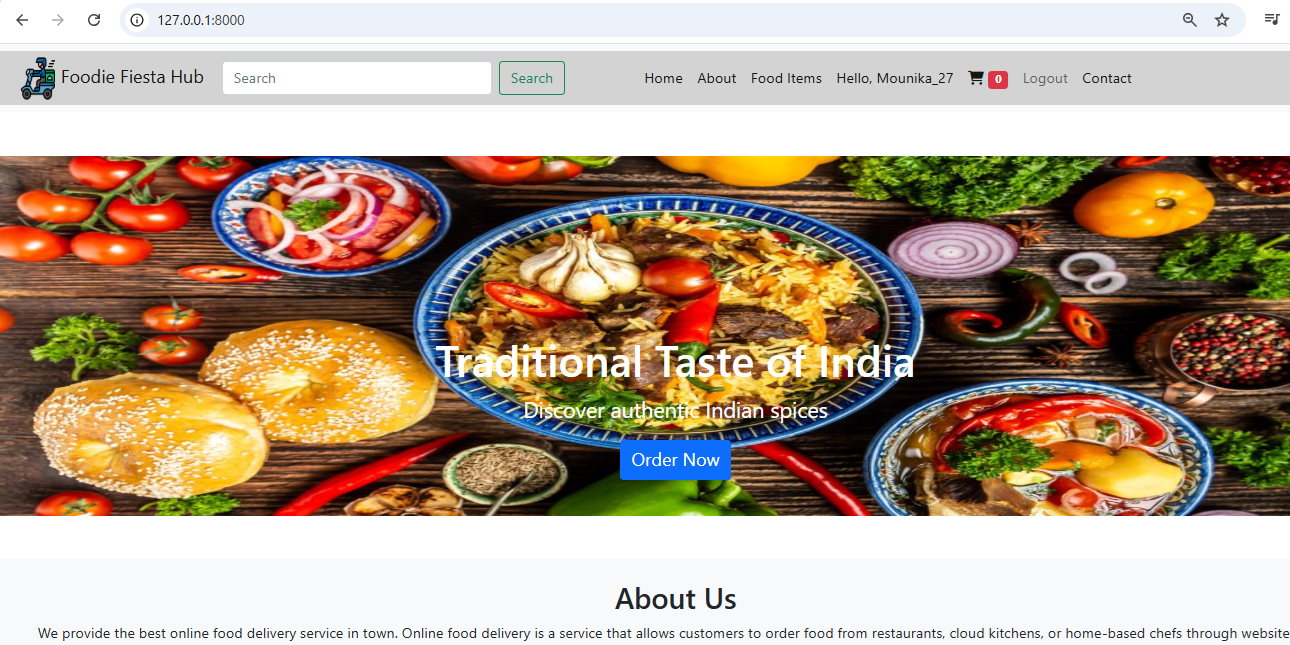 127.0.0.1:8000
Foodie Fiesta Hub Search Search Home About Food Items Hello, Mounika_27 0 Logout Contact
Traditional Taste of India
Discover authentic Indian spices
Order Now
About Us
We provide the best online food delivery service in town. Online food delivery is a service that allows customers to order food from restaurants, cloud kitchens, or home-based chefs through website